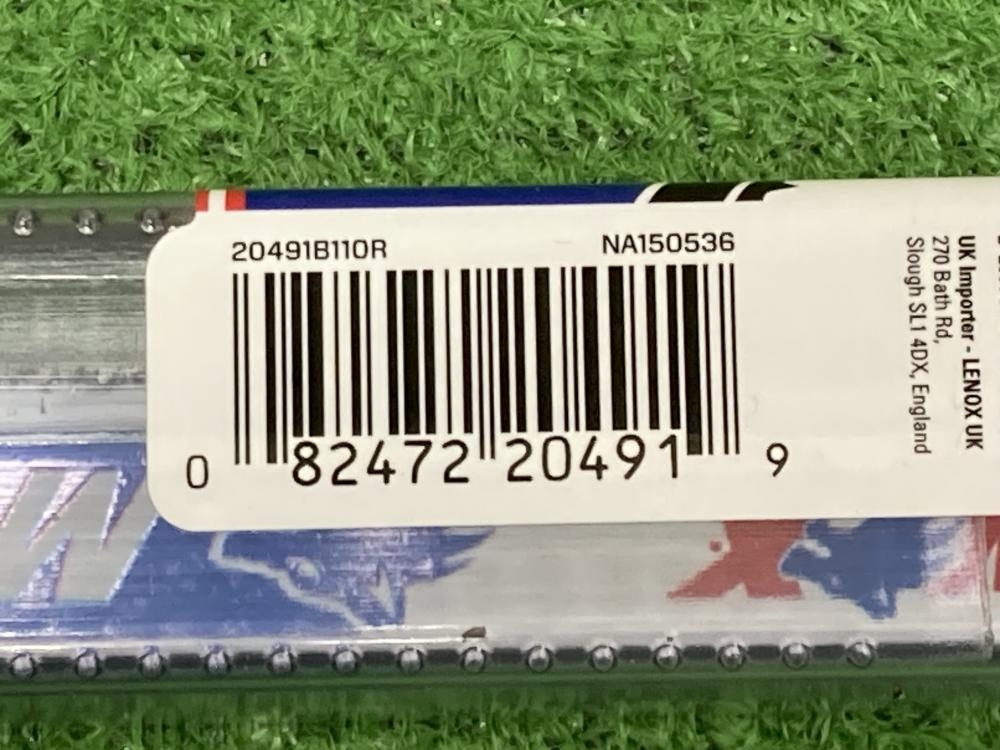 20491B110R NA150536
0 82472 20491 9
UK Importer - LENOX UK
270 Bath Rd,
Slough SL1 4DX, England